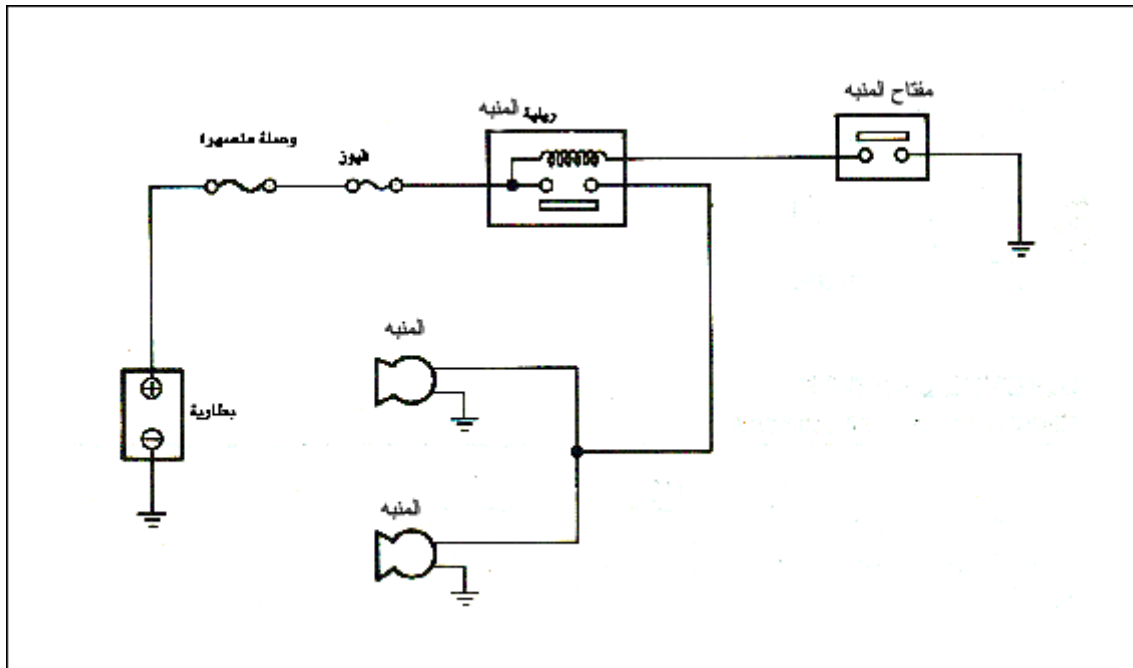 مفتاح المنبه
ريلية المنبه
وصلة منصهرة
فيوز
المنبه
بطارية
المنبه